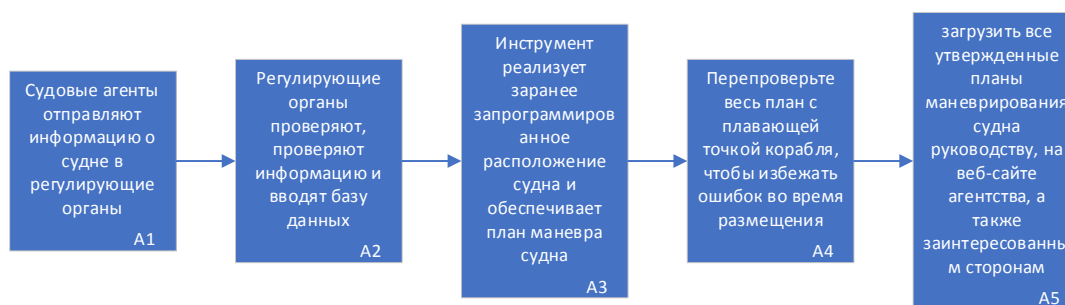 Судовые агенты
отправляют
информацию о
судне в
регулирующие
органы
A1
Регулирующие
органы
проверяют,
проверяют
информацию и
вводят базу
данных
A2
Инструмент
реализует
заранее
запрограммиров
анное
расположение
судна и
обеспечивает
план маневра
судна
A3
Перепроверьте
весь план с
плавающей
точкой корабля,
чтобы избежать
ошибок во время
размещения
A4
загрузить все
утвержденные
планы
маневрирования
судна
руководству, на
веб-сайте
агентства, а
также
заинтересованны
м сторонам
A5